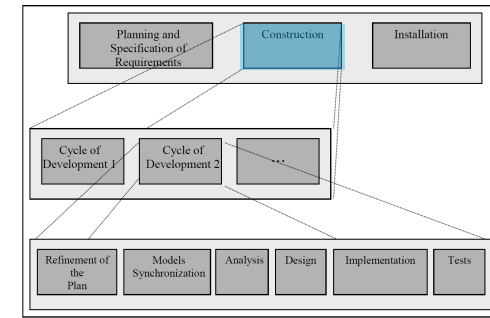 Planning and
Specification of
Requirements
Construction
Installation
Cycle of
Development 1
Cycle of
Development 2
...
Refinement of
the
Plan
Models
Synchronization
Analysis
Design
Implementation
Tests